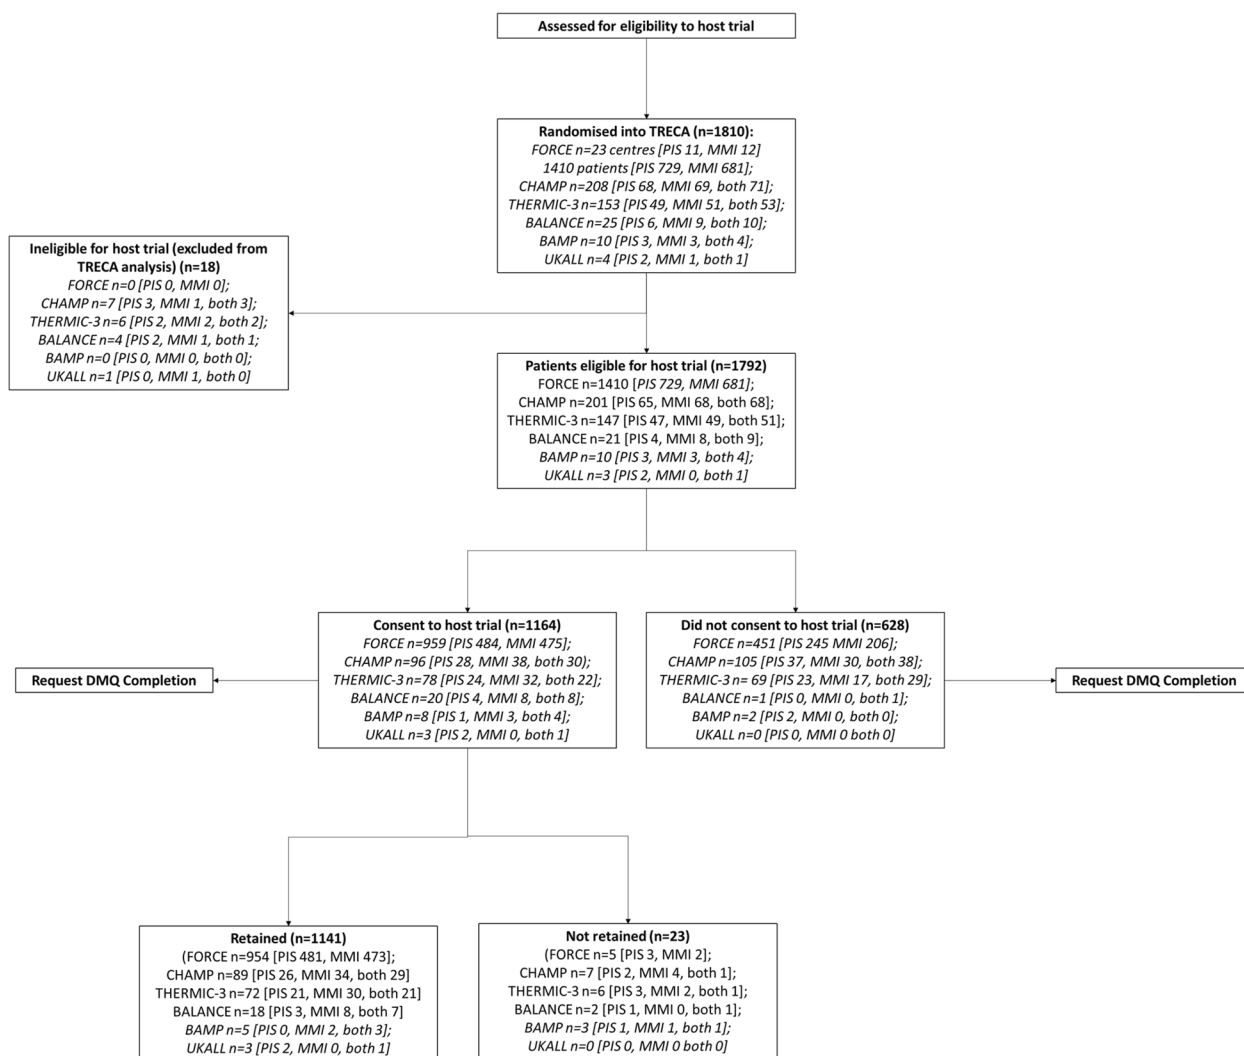 Assessed for eligibility to host trial
Randomised into TRECA (n=1810):
FORCE n=23 centres [PIS 11, MMI 12]
1410 patients [PIS 729, MMI 681];
CHAMP n=208 [PIS 68, MMI 69, both 71];
THERMIC-3 n=153 [PIS 49, MMI 51, both 53];
BALANCE n=25 [PIS 6, MMI 9, both 10];
BAMP n=10 [PIS 3, MMI 3, both 4];
UKALL n=4 [PIS 2, MMI 1, both 1]
Ineligible for host trial (excluded from
TRECA analysis) (n=18)
FORCE n=0 [PIS 0, MMI 0];
CHAMP n=7 [PIS 3, MMI 1, both 3];
THERMIC-3 n=6 [PIS 2, MMI 2, both 2];
BALANCE n=4 [PIS 2, MMI 1, both 1;
BAMP n=0 [PIS 0, MMI 0, both 0];
UKALL n=1 [PIS 0, MMI 1, both 0]
Patients eligible for host trial (n=1792)
FORCE n=1410 [PIS 729, MMI 681];
CHAMP n=201 [PIS 65, MMI 68, both 68];
THERMIC-3 n=147 [PIS 47, MMI 49, both 51];
BALANCE n=21 [PIS 4, MMI 8, both 9];
BAMP n=10 [PIS 3, MMI 3, both 4];
UKALL n=3 [PIS 2, MMI 0, both 1]
Consent to host trial (n=1164)
FORCE n=959 [PIS 484, MMI 475];
CHAMP n=96 [PIS 28, MMI 38, both 30);
THERMIC-3 n=78 [PIS 24, MMI 32, both 22];
BALANCE n=20 [PIS 4, MMI 8, both 8];
BAMP n=8 [PIS 1, MMI 3, both 4];
UKALL n=3 [PIS 2, MMI 0, both 1]
Did not consent to host trial (n=628)
FORCE n=451 [PIS 245 MMI 206];
CHAMP n=105 [PIS 37, MMI 30, both 38];
THERMIC-3 n= 69 [PIS 23, MMI 17, both 29];
BALANCE n=1 [PIS 0, MMI 0, both 1];
BAMP n=2 [PIS 2, MMI 0, both 0];
UKALL n=0 [PIS 0, MMI 0 both 0]
Request DMQ Completion
Request DMQ Completion
Retained (n=1141)
(FORCE n=954 [PIS 481, MMI 473];
CHAMP n=89 [PIS 26, MMI 34, both 29]
THERMIC-3 n=72 [PIS 21, MMI 30, both 21]
BALANCE n=18 [PIS 3, MMI 8, both 7]
BAMP n=5 [PIS 0, MMI 2, both 3];
UKALL n=3 [PIS 2, MMI 0, both 1]
Not retained (n=23)
(FORCE n=5 [PIS 3, MMI 2];
CHAMP n=7 [PIS 2, MMI 4, both 1];
THERMIC-3 n=6 [PIS 3, MMI 2, both 1];
BALANCE n=2 [PIS 1, MMI 0, both 1];
BAMP n=3 [PIS 1, MMI 1, both 1];
UKALL n=0 [PIS 0, MMI 0 both 0]